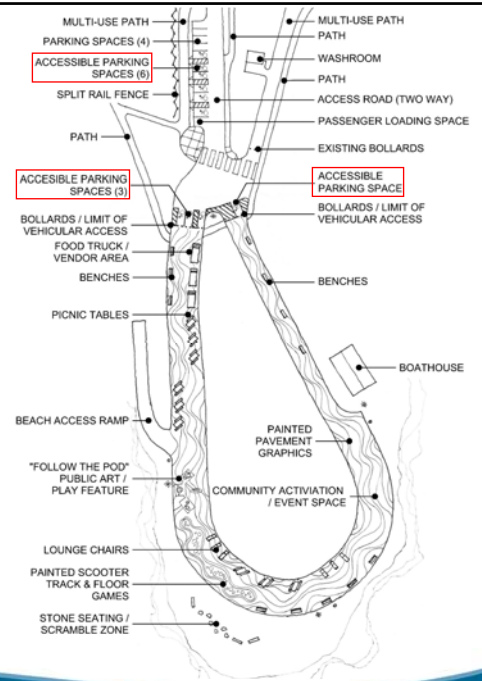 MULTI-USE PATH
PARKING SPACES (4)
ACCESSIBLE PARKING
SPACES (6)
SPLIT RAIL FENCE
PATH
ACCESIBLE PARKING
SPACES (3)
BOLLARDS / LIMIT OF
VEHICULAR ACCESS
FOOD TRUCK /
VENDOR AREA
BENCHES
PICNIC TABLES
BEACH ACCESS RAMP
"FOLLOW THE POD"
PUBLIC ART /
PLAY FEATURE
LOUNGE CHAIRS
PAINTED SCOOTER
TRACK & FLOOR
GAMES
STONE SEATING /
SCRAMBLE ZONE
MULTI-USE PATH
PATH
WASHROOM
PATH
ACCESS ROAD (TWO WAY)
PASSENGER LOADING SPACE
EXISTING BOLLARDS
ACCESSIBLE
PARKING SPACE
BOLLARDS / LIMIT OF
VEHICULAR ACCESS
BENCHES
BOATHOUSE
PAINTED
PAVEMENT
GRAPHICS
COMMUNITY ACTIVIATION
/ EVENT SPACE